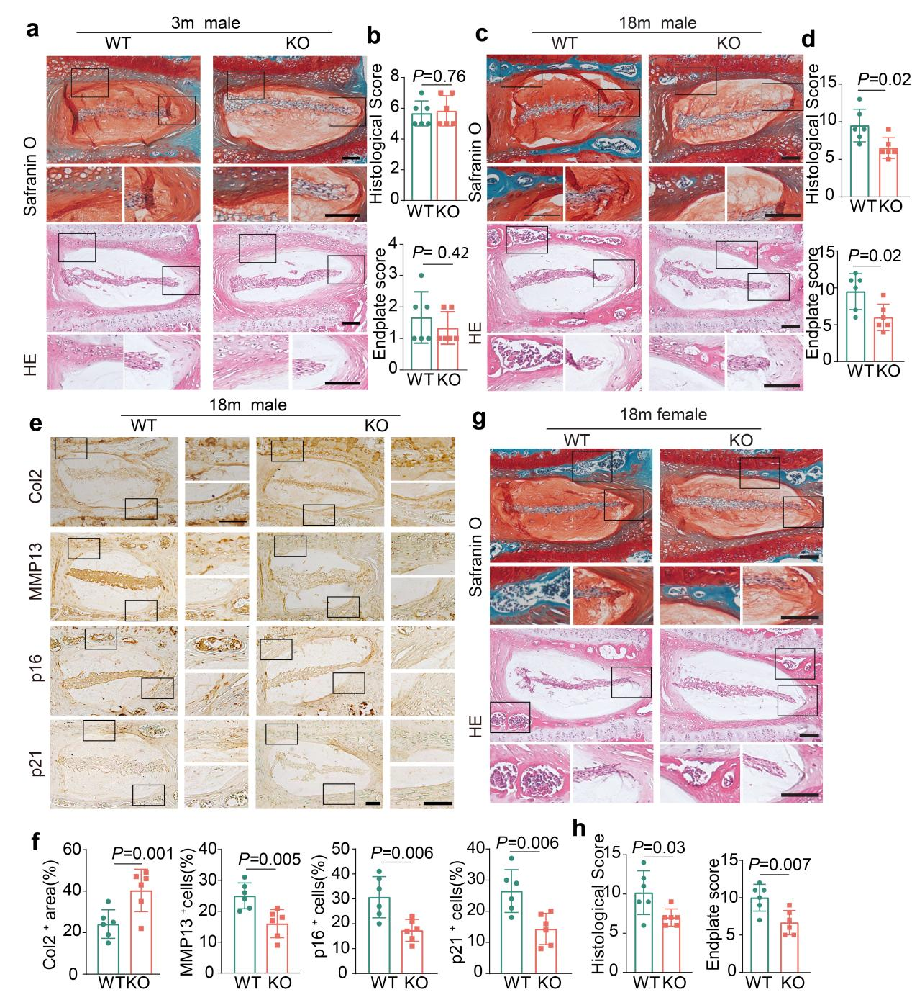 a
3m male
WT
KO
Safranin O
HE
b
Histological Score
8
6
4
2
0
P=0.76
WT KO
Endplate score
4
3
2
1
0
P= 0.42
WT KO
c
18m male
WT
KO
Safranin O
HE
d
Histological Score
15
10
5
0
P=0.02
WT KO
Endplate score
15
10
5
0
P=0.02
WT KO
e
18m male
WT
KO
Col2
MMP13
p16
p21
f
Col2 + area(%)
60
40
20
0
P=0.001
WTKO
MMP13 +cells(%)
40
30
20
10
0
P=0.005
WT KO
p16 + cells(%)
50
40
30
20
10
0
P=0.006
WT KO
p21 + cells(%)
40
30
20
10
0
P=0.006
WT KO
g
18m female
WT
KO
Safranin O
HE
h
Histological Score
15
10
5
0
P=0.03
WT KO
Endplate score
15
10
5
0
P=0.007
WT KO